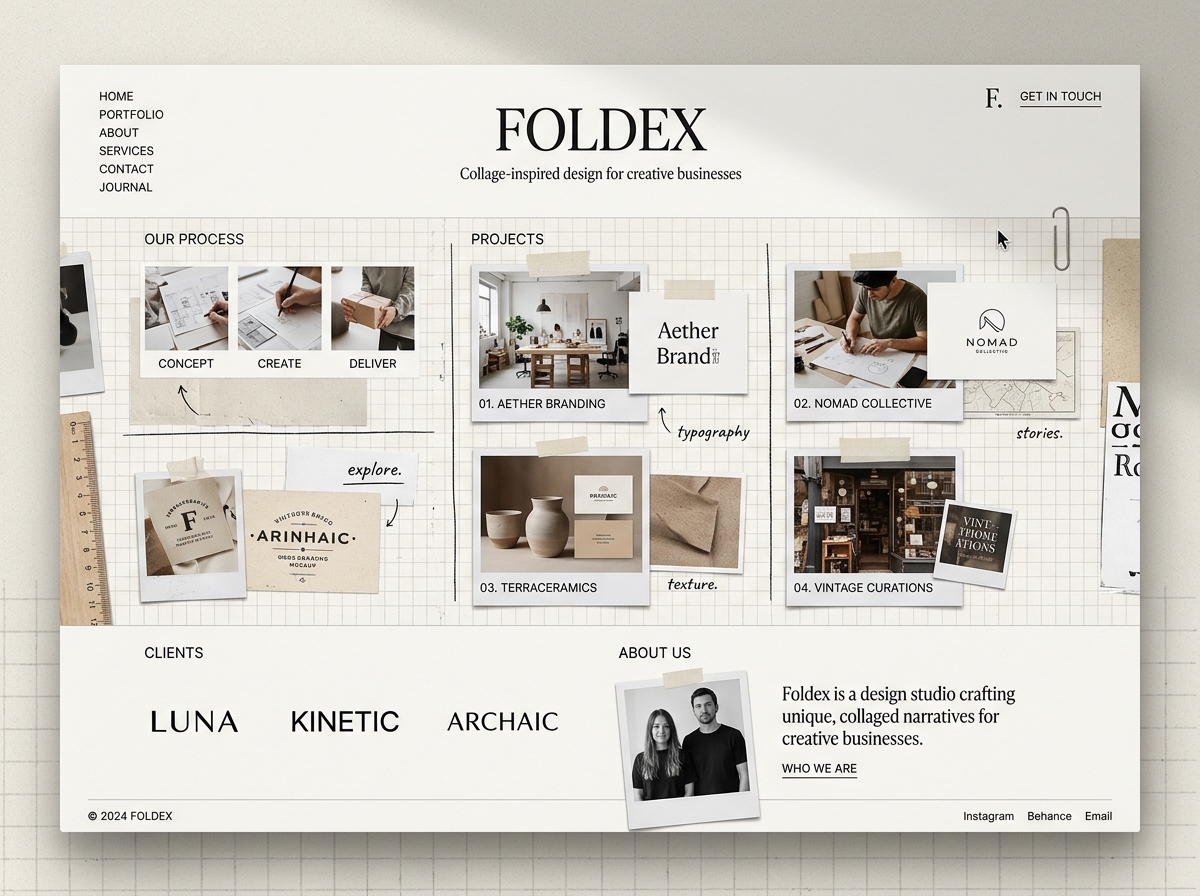 HOME
PORTFOLIO
ABOUT
SERVICES
CONTACT
JOURNAL
FOLDEX
Collage-inspired design for creative businesses
F.
GET IN TOUCH
OUR PROCESS
CONCEPT
CREATE
DELIVER
explore.
F
ARINHAIC
PROJECTS
Aether
Brand
01. AETHER BRANDING
typography
NOMAD
COLLECTIVE
02. NOMAD COLLECTIVE
stories.
03. TERRACERAMICS
texture.
VINT-
ATIONS
04. VINTAGE CURATIONS
CLIENTS
LUNA
KINETIC
ARCHAIC
ABOUT US
Foldex is a design studio crafting
unique, collaged narratives for
creative businesses.
WHO WE ARE
© 2024 FOLDEX
Instagram
Behance
Email